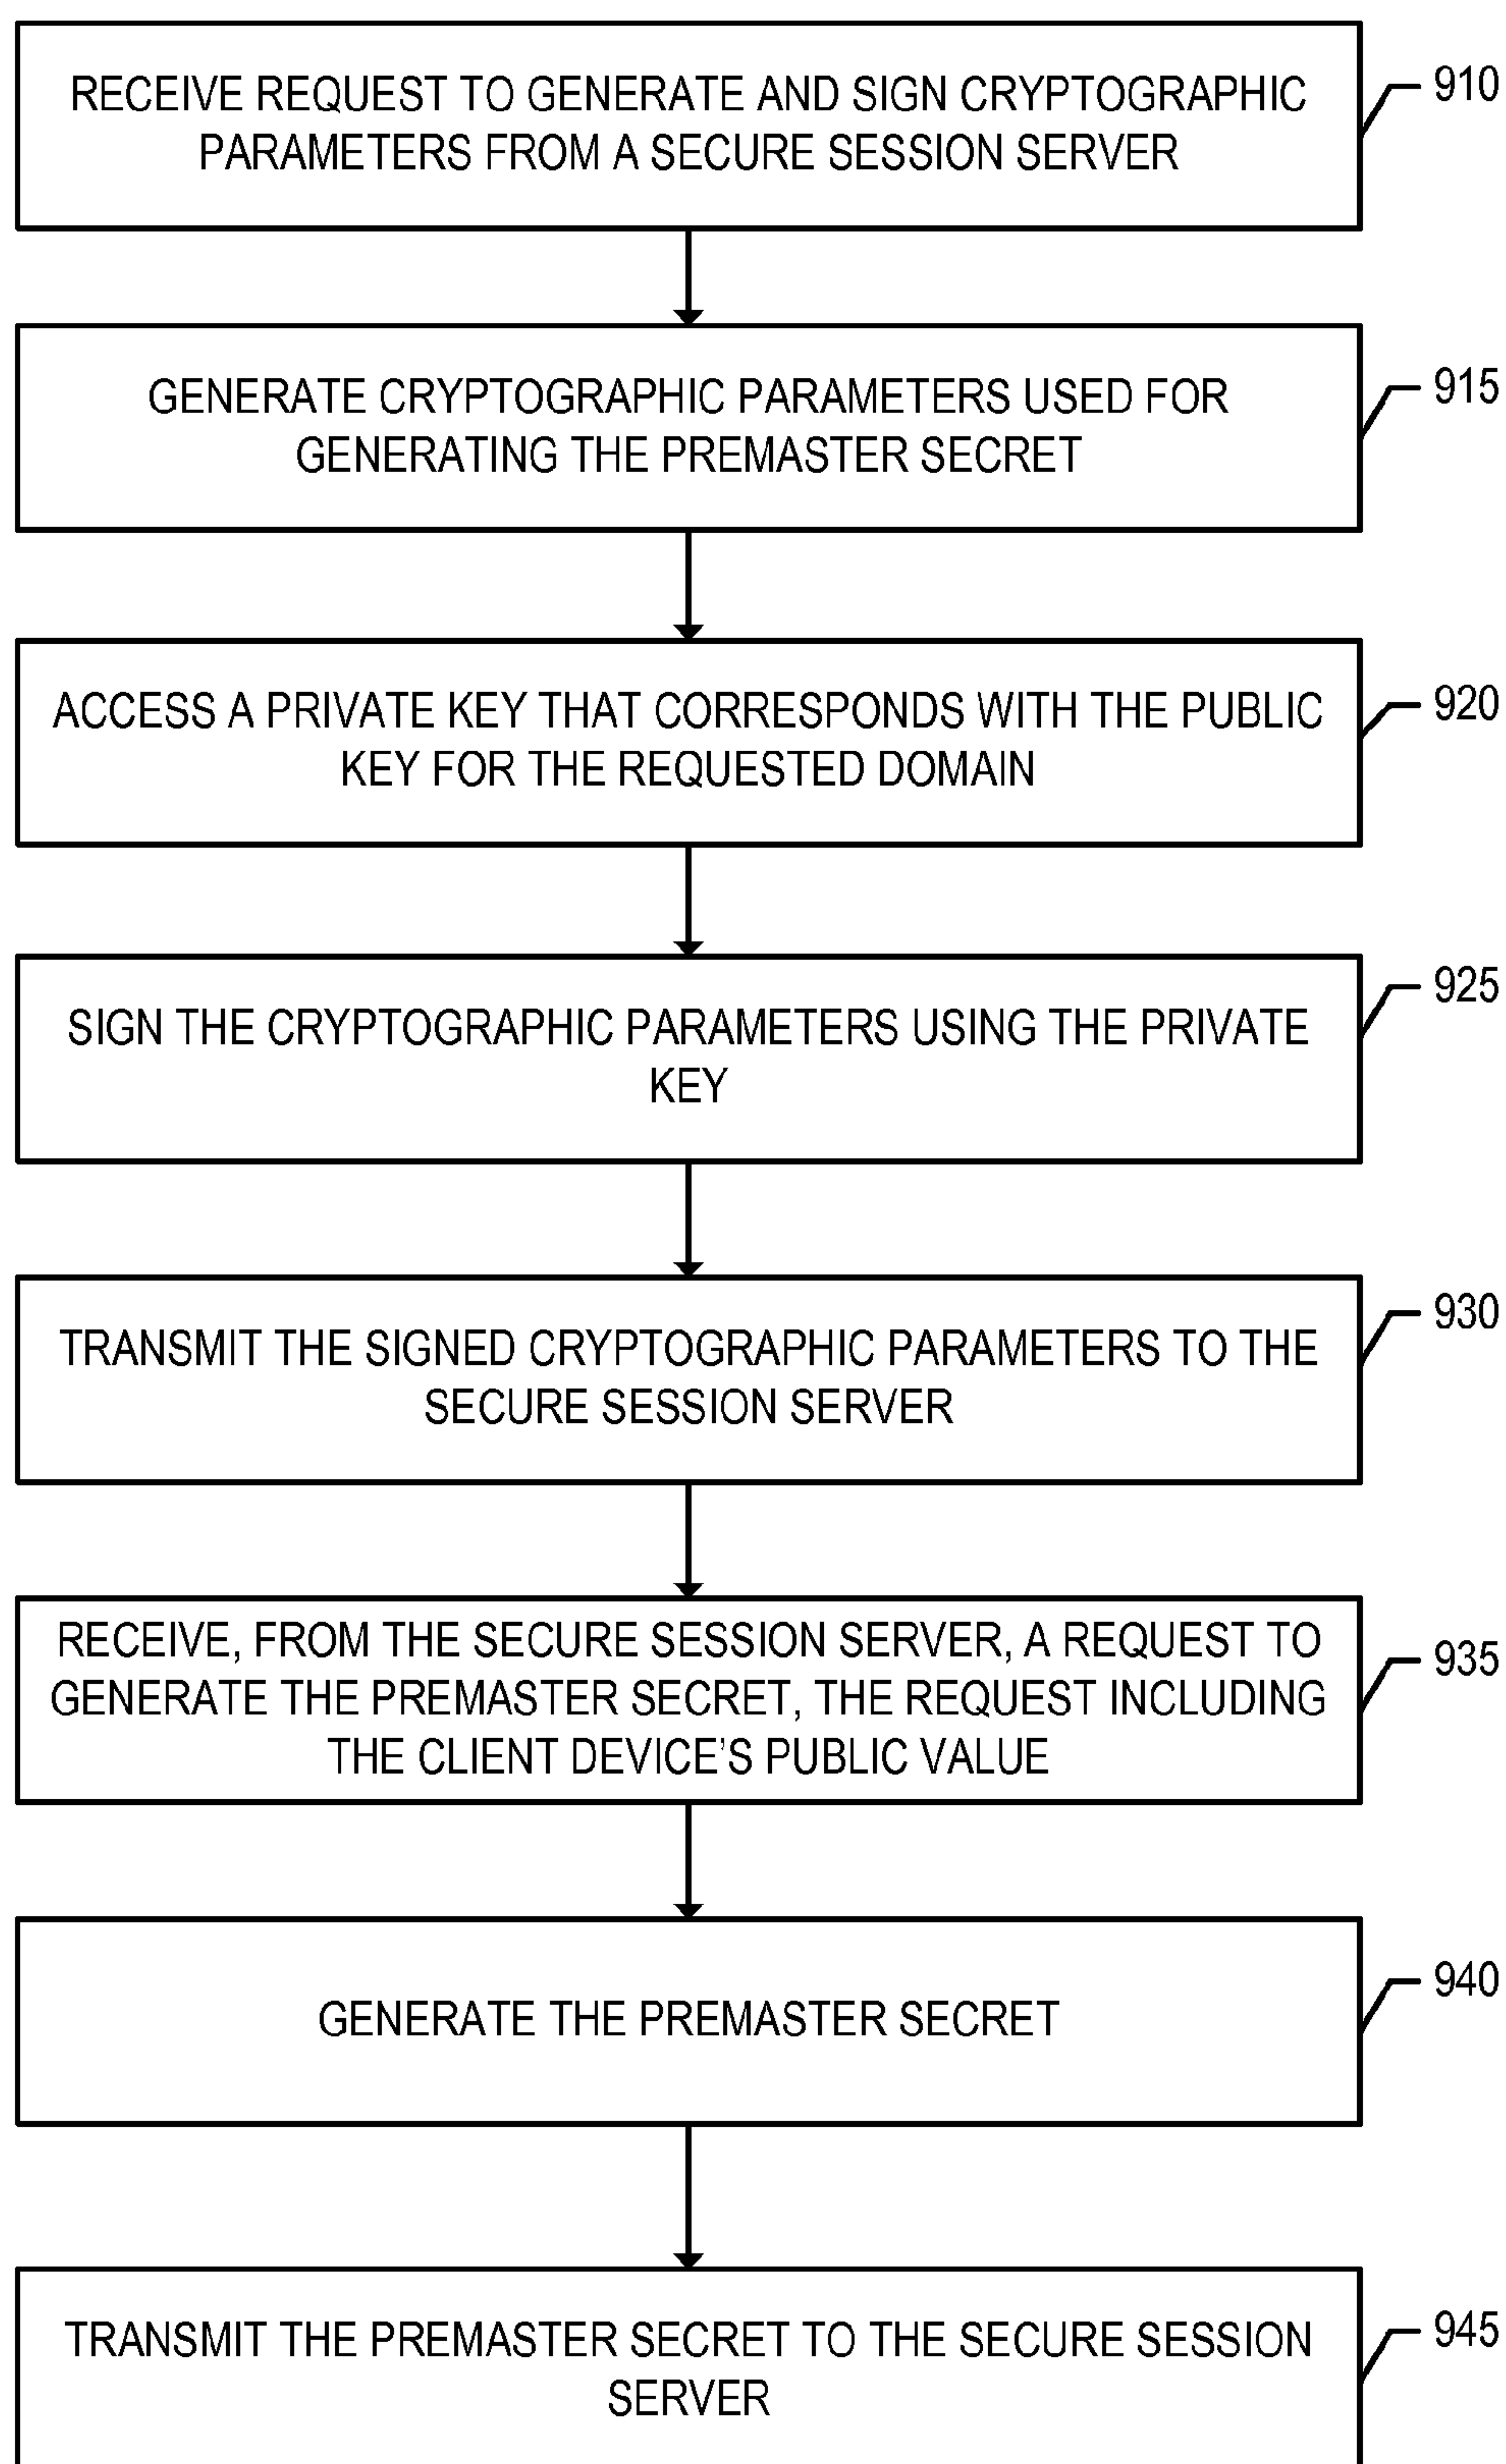 RECEIVE REQUEST TO GENERATE AND SIGN CRYPTOGRAPHIC
PARAMETERS FROM A SECURE SESSION SERVER
910
GENERATE CRYPTOGRAPHIC PARAMETERS USED FOR
GENERATING THE PREMASTER SECRET
915
ACCESS A PRIVATE KEY THAT CORRESPONDS WITH THE PUBLIC
KEY FOR THE REQUESTED DOMAIN
920
SIGN THE CRYPTOGRAPHIC PARAMETERS USING THE PRIVATE
KEY
925
TRANSMIT THE SIGNED CRYPTOGRAPHIC PARAMETERS TO THE
SECURE SESSION SERVER
930
RECEIVE, FROM THE SECURE SESSION SERVER, A REQUEST TO
GENERATE THE PREMASTER SECRET, THE REQUEST INCLUDING
THE CLIENT DEVICE'S PUBLIC VALUE
935
GENERATE THE PREMASTER SECRET
940
TRANSMIT THE PREMASTER SECRET TO THE SECURE SESSION
SERVER
945